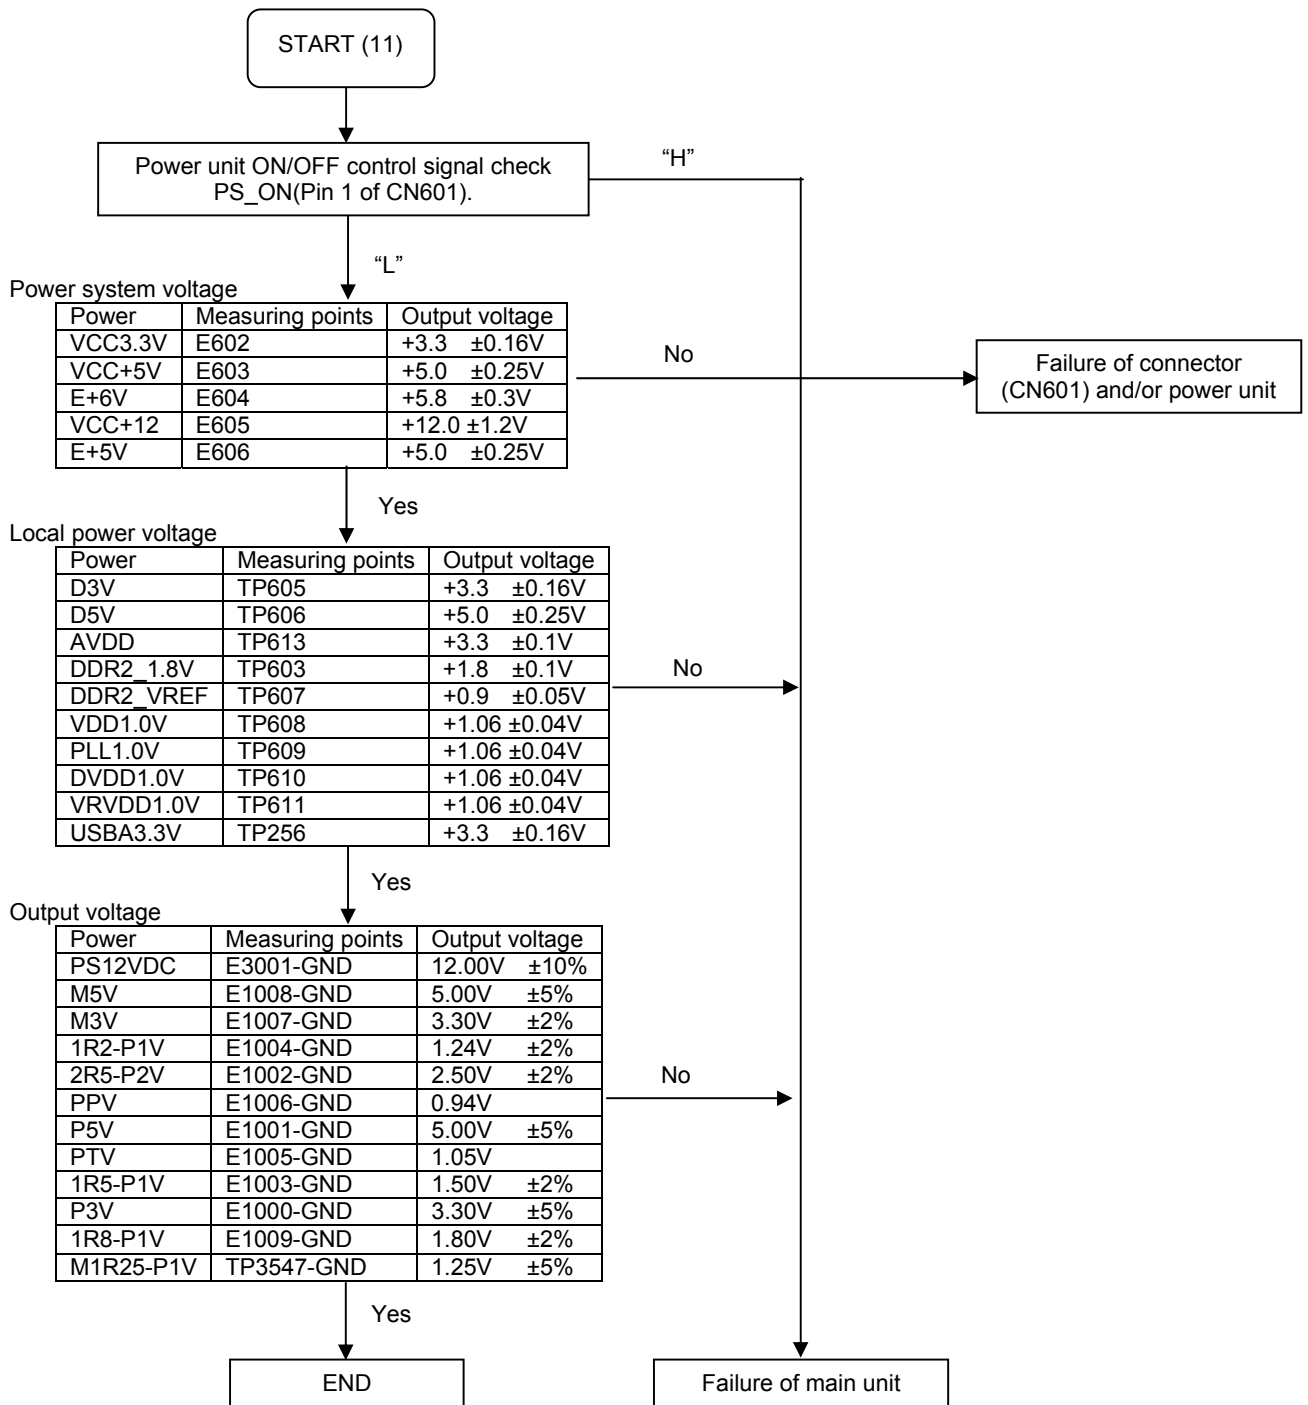 START (11)
Power unit ON/OFF control signal check
PS_ON(Pin 1 of CN601).
“H”
“L”
Power system voltage
Power Measuring points Output voltage
VCC3.3V E602 +3.3 ±0.16V
VCC+5V E603 +5.0 ±0.25V
E+6V E604 +5.8 ±0.3V
VCC+12 E605 +12.0 ±1.2V
E+5V E606 +5.0 ±0.25V
No
Failure of connector
(CN601) and/or power unit
Yes
Local power voltage
Power Measuring points Output voltage
D3V TP605 +3.3 ±0.16V
D5V TP606 +5.0 ±0.25V
AVDD TP613 +3.3 ±0.1V
DDR2_1.8V TP603 +1.8 ±0.1V
DDR2_VREF TP607 +0.9 ±0.05V
VDD1.0V TP608 +1.06 ±0.04V
PLL1.0V TP609 +1.06 ±0.04V
DVDD1.0V TP610 +1.06 ±0.04V
VRVDD1.0V TP611 +1.06 ±0.04V
USBA3.3V TP256 +3.3 ±0.16V
No
Yes
Output voltage
Power Measuring points Output voltage
PS12VDC E3001-GND 12.00V ±10%
M5V E1008-GND 5.00V ±5%
M3V E1007-GND 3.30V ±2%
1R2-P1V E1004-GND 1.24V ±2%
2R5-P2V E1002-GND 2.50V ±2%
PPV E1006-GND 0.94V
P5V E1001-GND 5.00V ±5%
PTV E1005-GND 1.05V
1R5-P1V E1003-GND 1.50V ±2%
P3V E1000-GND 3.30V ±5%
1R8-P1V E1009-GND 1.80V ±2%
M1R25-P1V TP3547-GND 1.25V ±5%
No
Yes
END
Failure of main unit